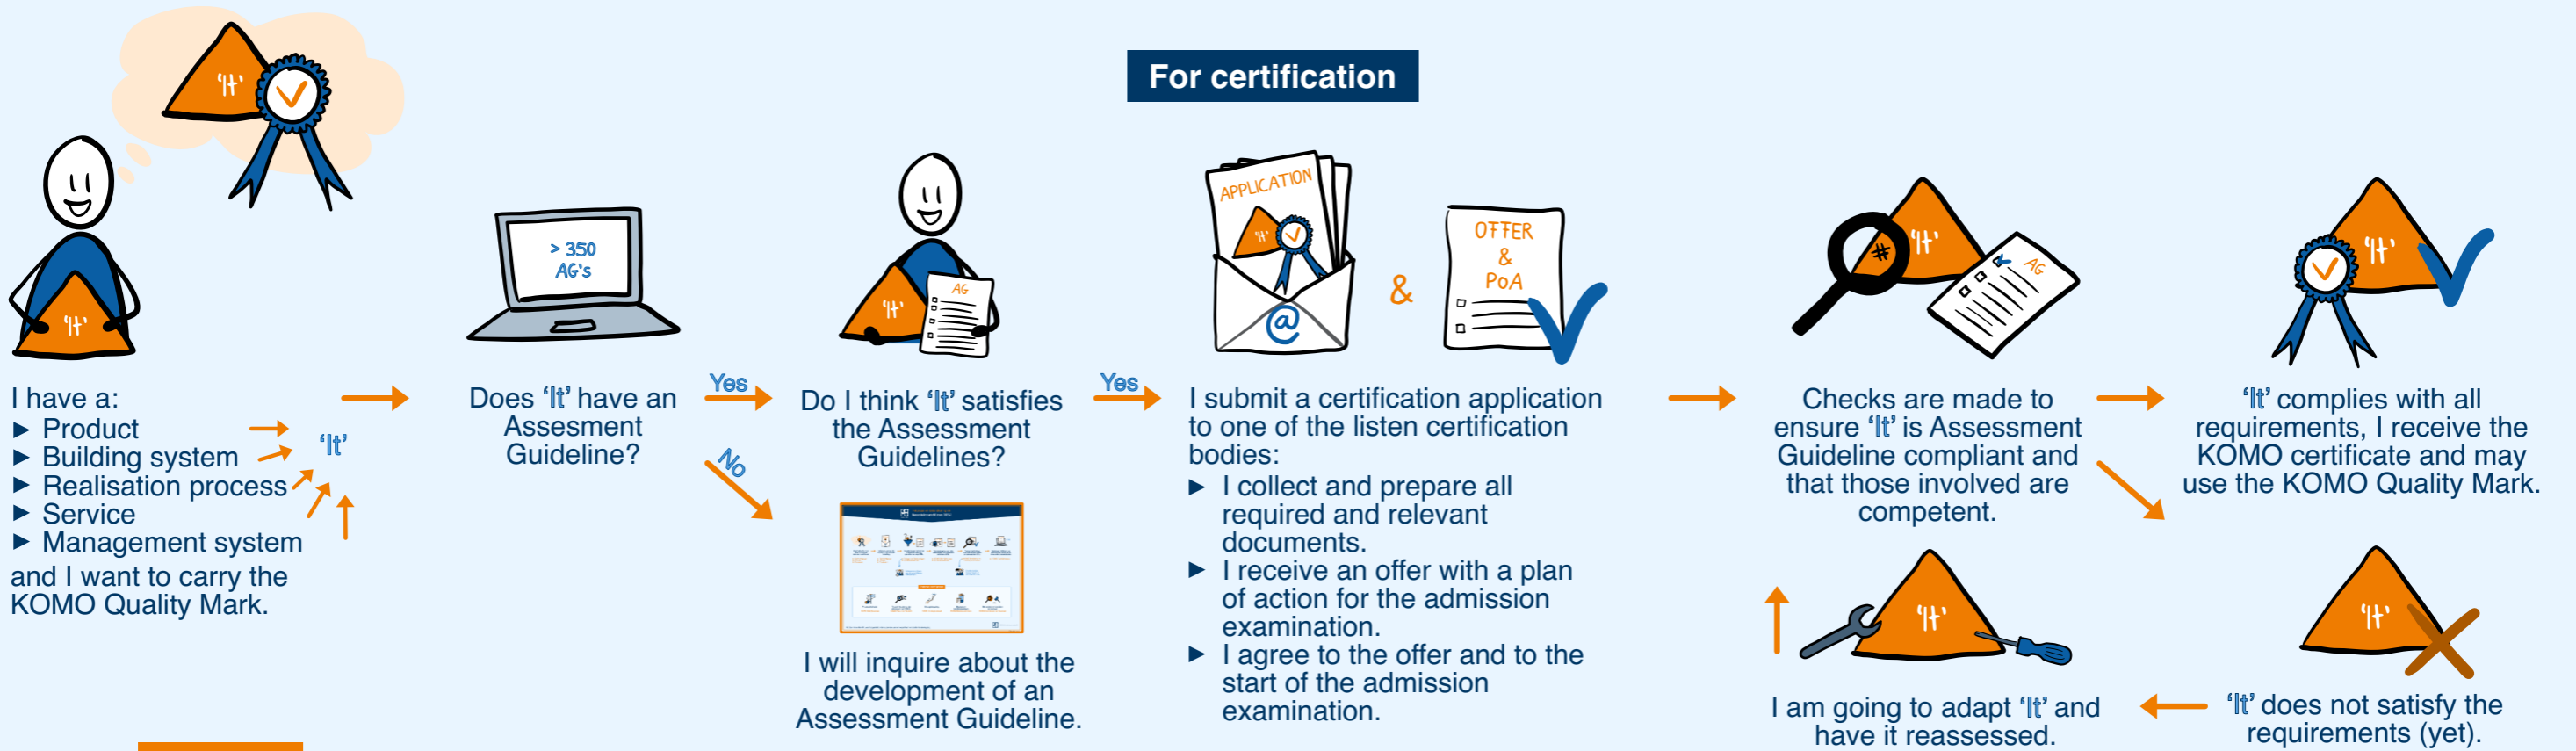 'It'
For certification
'It'
> 350
AG's
AG
'It'
APPLICATION
'It'
@
&
OFFER
&
PoA
#
'It'
AG
'It'
I have a:
► Product
► Building system
► Realisation process
► Service
► Management system
'It'
and I want to carry the
KOMO Quality Mark.
Does 'It' have an
Assesment
Guideline?
Yes
No
Do I think 'It' satisfies
the Assessment
Guidelines?
I will inquire about the
development of an
Assessment Guideline.
Yes
I submit a certification application
to one of the listen certification
bodies:
► I collect and prepare all
required and relevant
documents.
► I receive an offer with a plan
of action for the admission
examination.
► I agree to the offer and to the
start of the admission
examination.
Checks are made to
ensure 'It' is Assessment
Guideline compliant and
that those involved are
competent.
'It' complies with all
requirements, I receive the
KOMO certificate and may
use the KOMO Quality Mark.
'It'
'It' does not satisfy the
requirements (yet).
'It'
I am going to adapt 'It' and
have it reassessed.